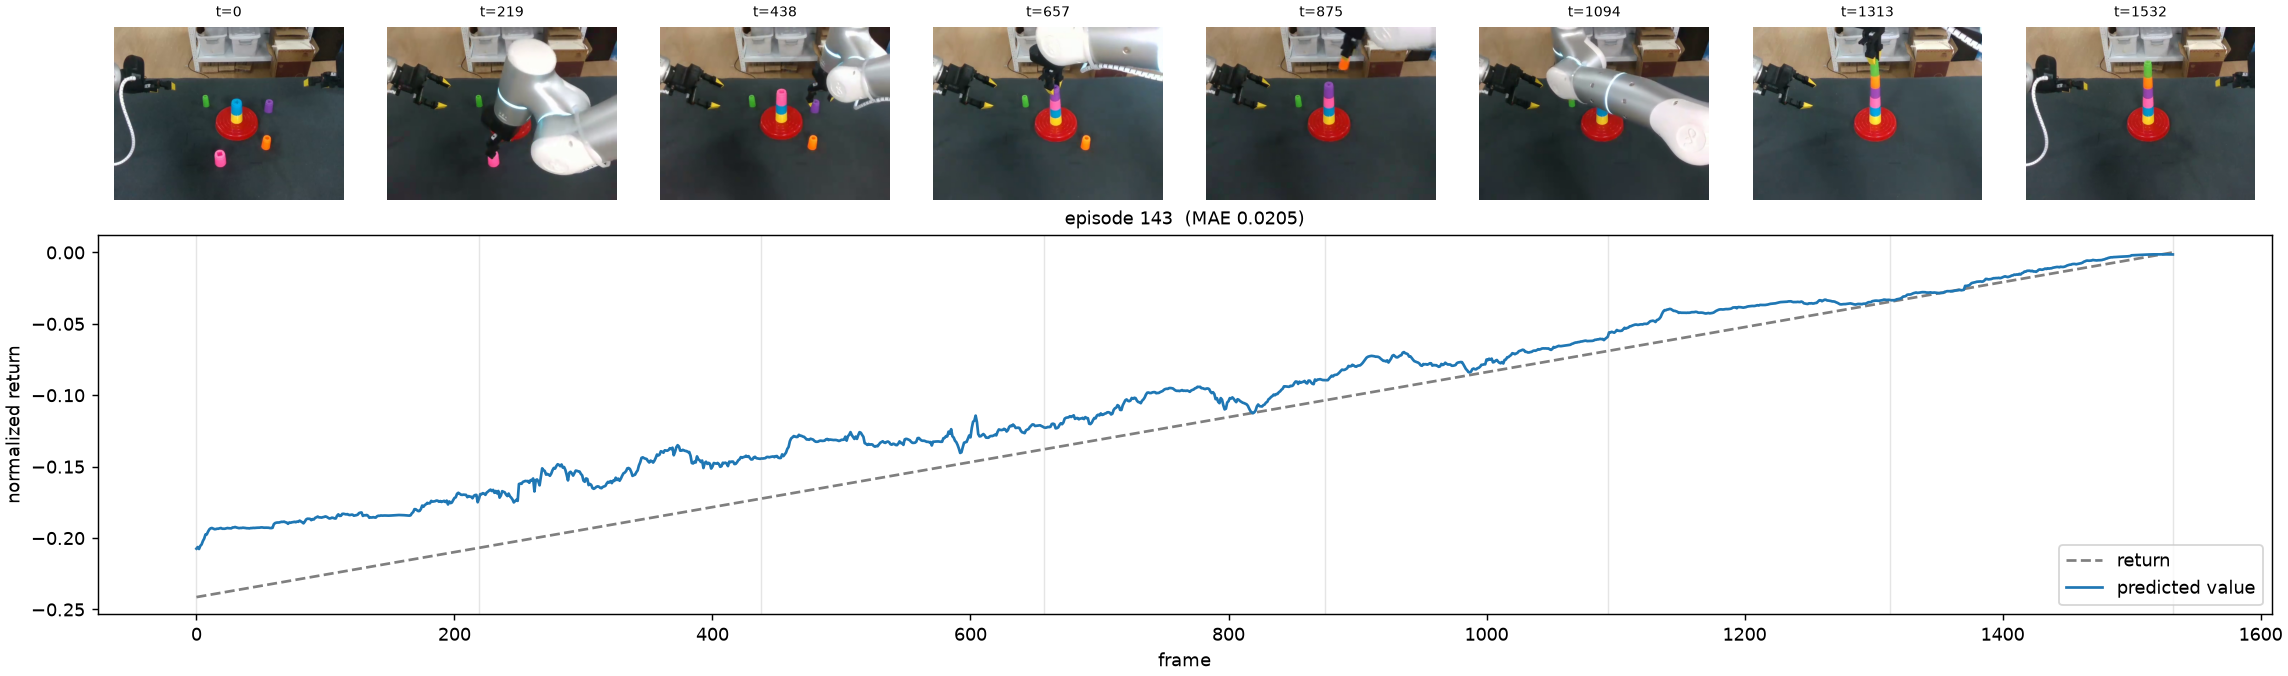 t=0 t=219 t=438 t=657 t=875 t=1094 t=1313 t=1532
episode 143 (MAE 0.0205)
0.00
−0.05
−0.10
−0.15
−0.20
−0.25
normalized return
return
predicted value
0 200 400 600 800 1000 1200 1400 1600
frame